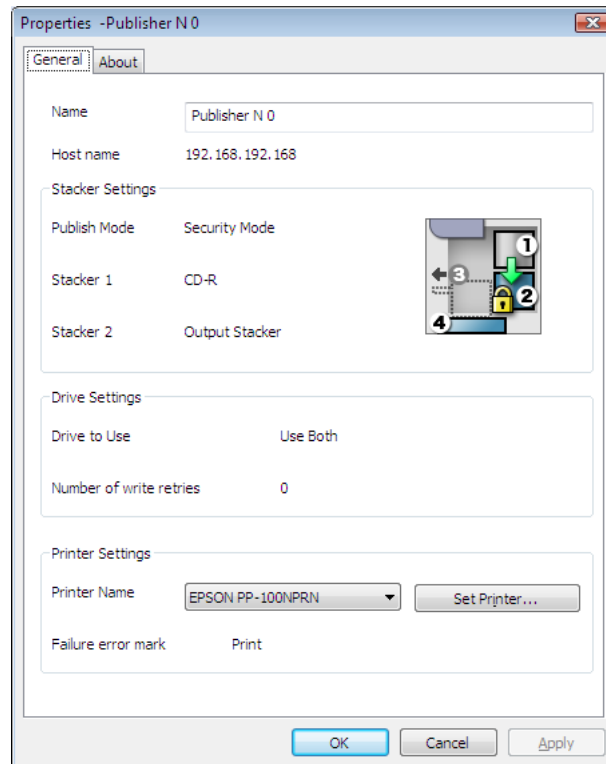 Properties -Publisher N 0
General About
Name Publisher N 0
Host name 192.168.192.168
Stacker Settings
Publish Mode Security Mode
1
Stacker 1 CD-R
3
2
Stacker 2 Output Stacker
4
Drive Settings
Drive to Use Use Both
Number of write retries 0
Printer Settings
Printer Name EPSON PP-100NPRN Set Printer...
Failure error mark Print
OK Cancel Apply